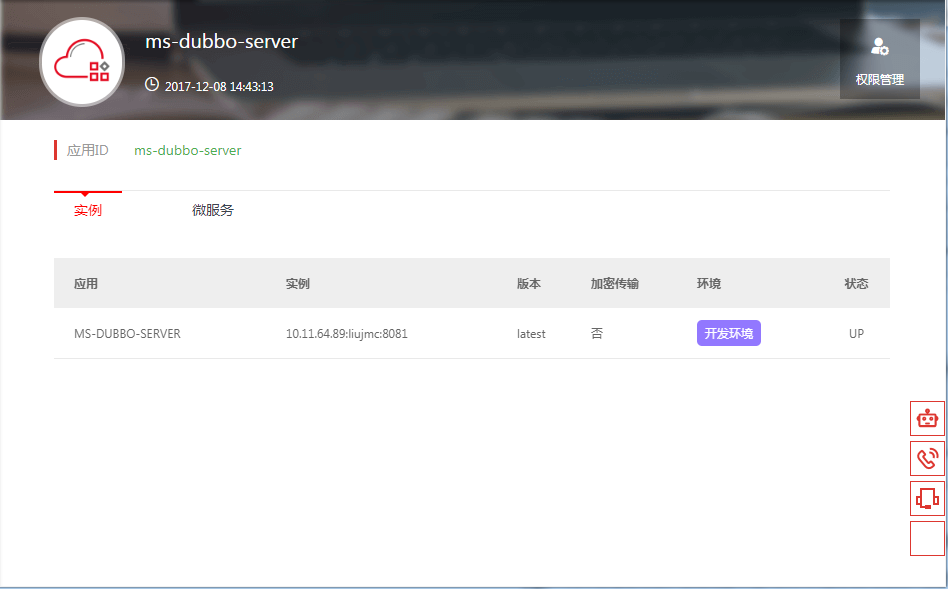 ms-dubbo-server
2017-12-08 14:43:13
权限管理
应用ID ms-dubbo-server
实例 微服务
应用 实例 版本 加密传输 环境 状态
MS-DUBBO-SERVER 10.11.64.89:liujmc:8081 latest 否 开发环境 UP